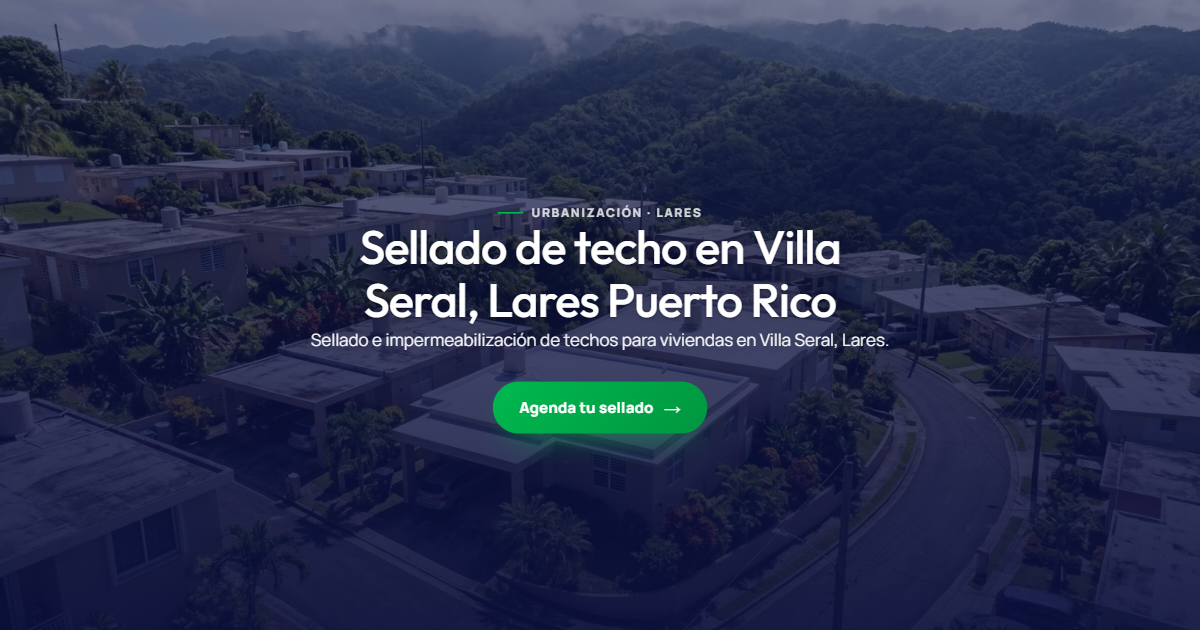 URBANIZACIÓN · LARES
Sellado de techo en Villa
Seral, Lares Puerto Rico
Sellado e impermeabilización de techos para viviendas en Villa Seral, Lares.
Agenda tu sellado →